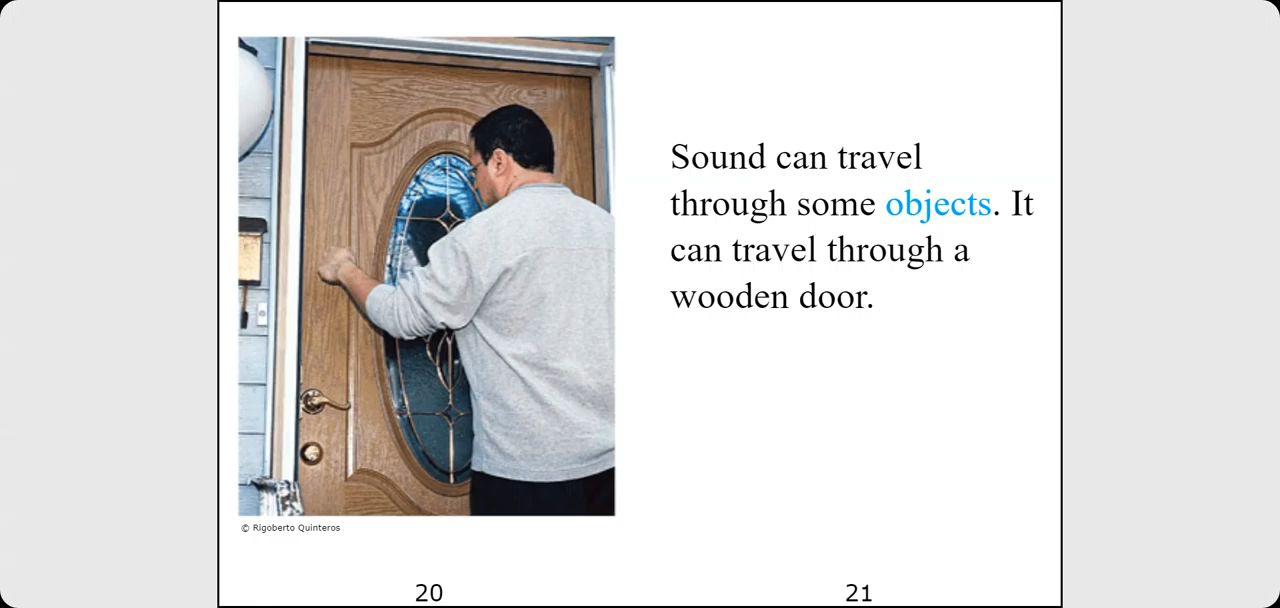 Sound can travel
through some objects. It
can travel through a
wooden door.
© Rigoberto Quinteros
20
21